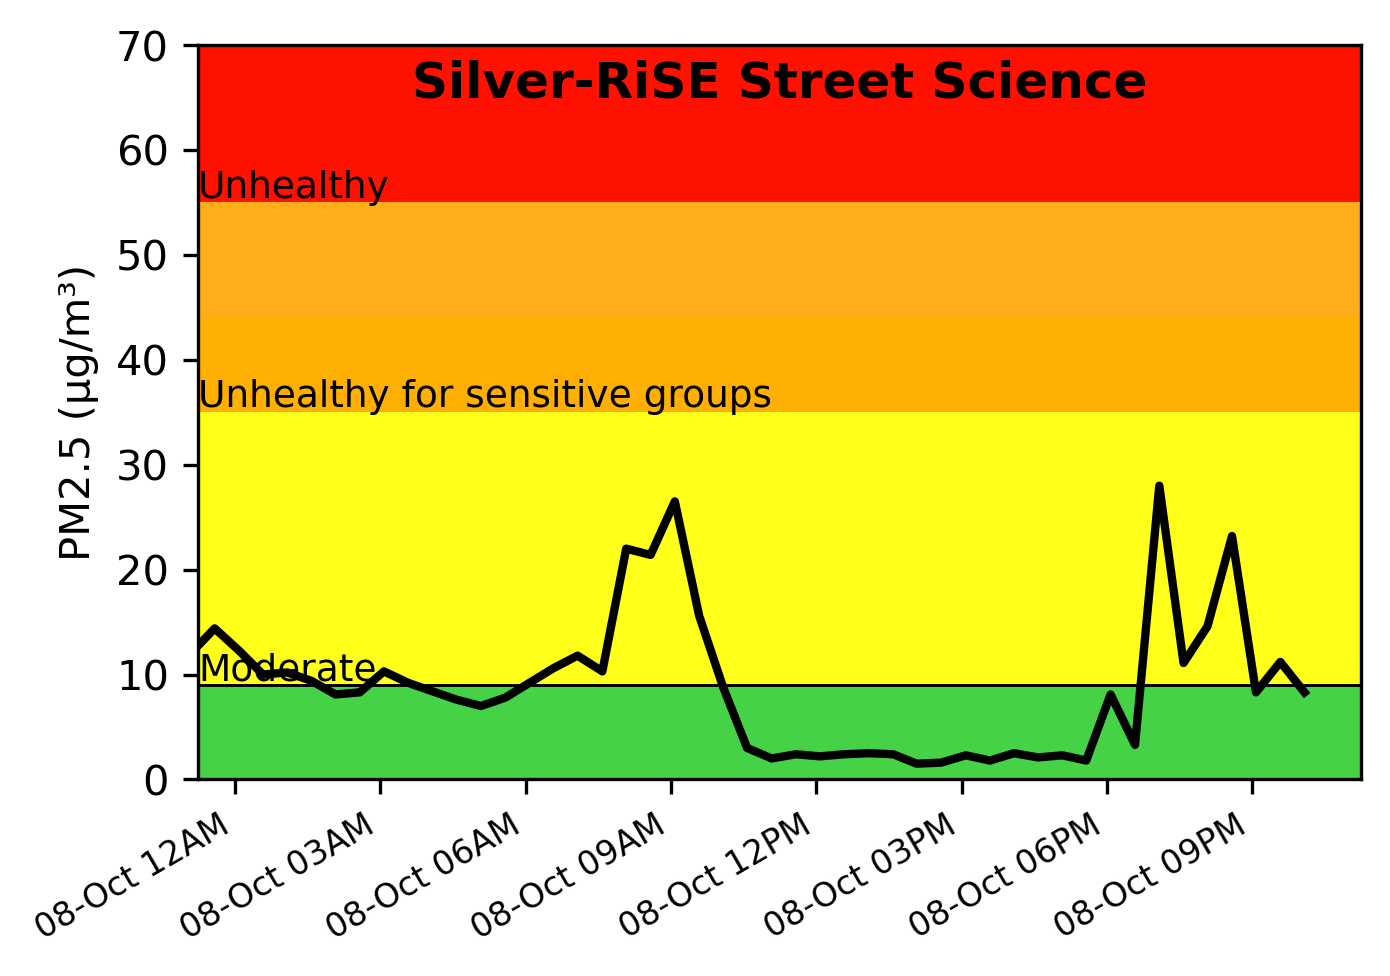 Silver-RiSE Street Science
70
60
Unhealthy
50
40
Unhealthy for sensitive groups
30
20
Moderate
10
0
PM2.5 (µg/m³)
08-Oct 12AM
08-Oct 03AM
08-Oct 06AM
08-Oct 09AM
08-Oct 12PM
08-Oct 03PM
08-Oct 06PM
08-Oct 09PM